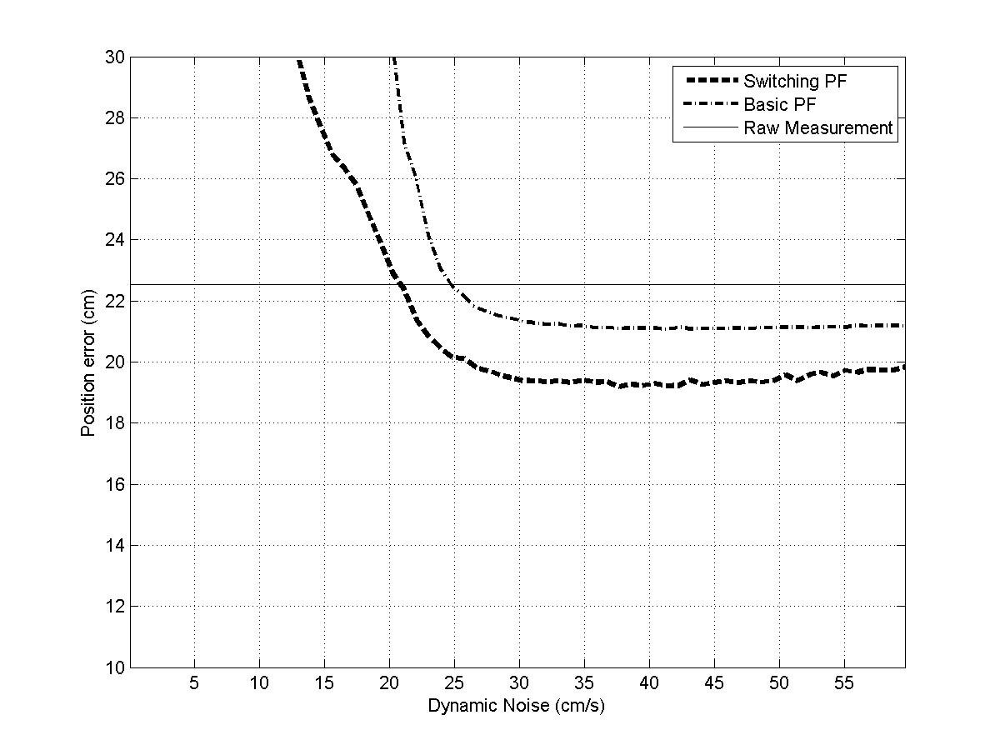 30
28
26
24
22
20
18
16
14
12
10
Position error (cm)
Switching PF
Basic PF
Raw Measurement
5 10 15 20 25 30 35 40 45 50 55
Dynamic Noise (cm/s)